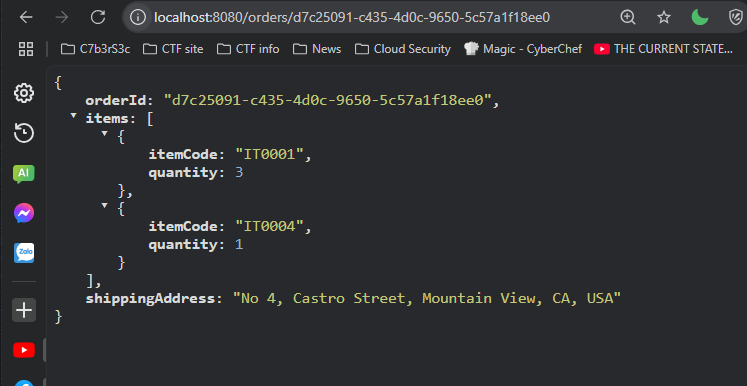 localhost:8080/orders/d7c25091-c435-4d0c-9650-5c57a1f18ee0
C7b3rS3c CTF site CTF info News Cloud Security Magic - CyberChef THE CURRENT STATE...
{
orderId: "d7c25091-c435-4d0c-9650-5c57a1f18ee0",
items: [
{
itemCode: "IT0001",
quantity: 3
},
{
itemCode: "IT0004",
quantity: 1
}
],
shippingAddress: "No 4, Castro Street, Mountain View, CA, USA"
}
AI
Zalo